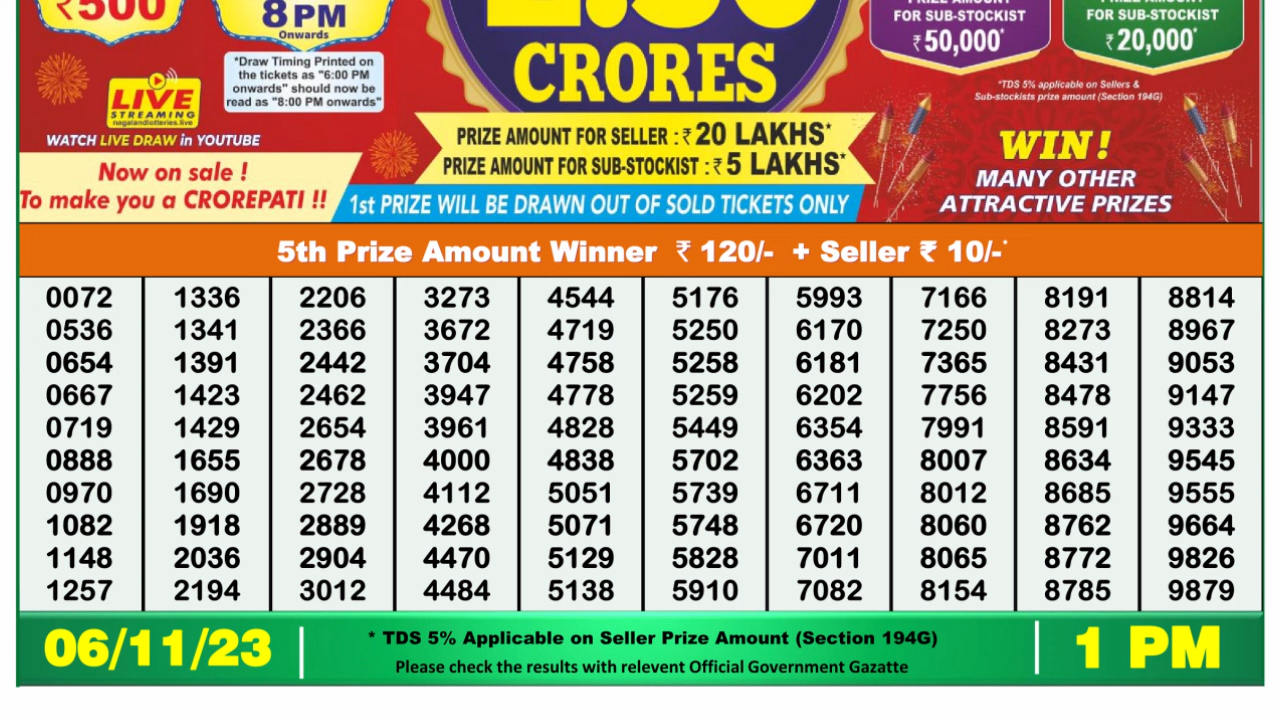 ₹500
8 PM
Onwards
*Draw Timing Printed on
the tickets as "6:00 PM
onwards" should now be
read as "8:00 PM onwards"
LIVE
STREAMING
nagalandlotteries.live
WATCH LIVE DRAW in YOUTUBE
Now on sale !
To make you a CROREPATI !!
CRORES
PRIZE AMOUNT FOR SELLER : ₹ 20 LAKHS*
PRIZE AMOUNT FOR SUB-STOCKIST : ₹ 5 LAKHS*
1st PRIZE WILL BE DRAWN OUT OF SOLD TICKETS ONLY
FOR SUB-STOCKIST
₹ 50,000*
FOR SUB-STOCKIST
₹ 20,000*
*TDS 5% applicable on Sellers &
Sub-stockists prize amount (Section 194G)
WIN !
MANY OTHER
ATTRACTIVE PRIZES
5th Prize Amount Winner ₹ 120/- + Seller ₹ 10/-*
0072 1336 2206 3273 4544 5176 5993 7166 8191 8814
0536 1341 2366 3672 4719 5250 6170 7250 8273 8967
0654 1391 2442 3704 4758 5258 6181 7365 8431 9053
0667 1423 2462 3947 4778 5259 6202 7756 8478 9147
0719 1429 2654 3961 4828 5449 6354 7991 8591 9333
0888 1655 2678 4000 4838 5702 6363 8007 8634 9545
0970 1690 2728 4112 5051 5739 6711 8012 8685 9555
1082 1918 2889 4268 5071 5748 6720 8060 8762 9664
1148 2036 2904 4470 5129 5828 7011 8065 8772 9826
1257 2194 3012 4484 5138 5910 7082 8154 8785 9879
06/11/23
* TDS 5% Applicable on Seller Prize Amount (Section 194G)
Please check the results with relevent Official Government Gazatte
1 PM